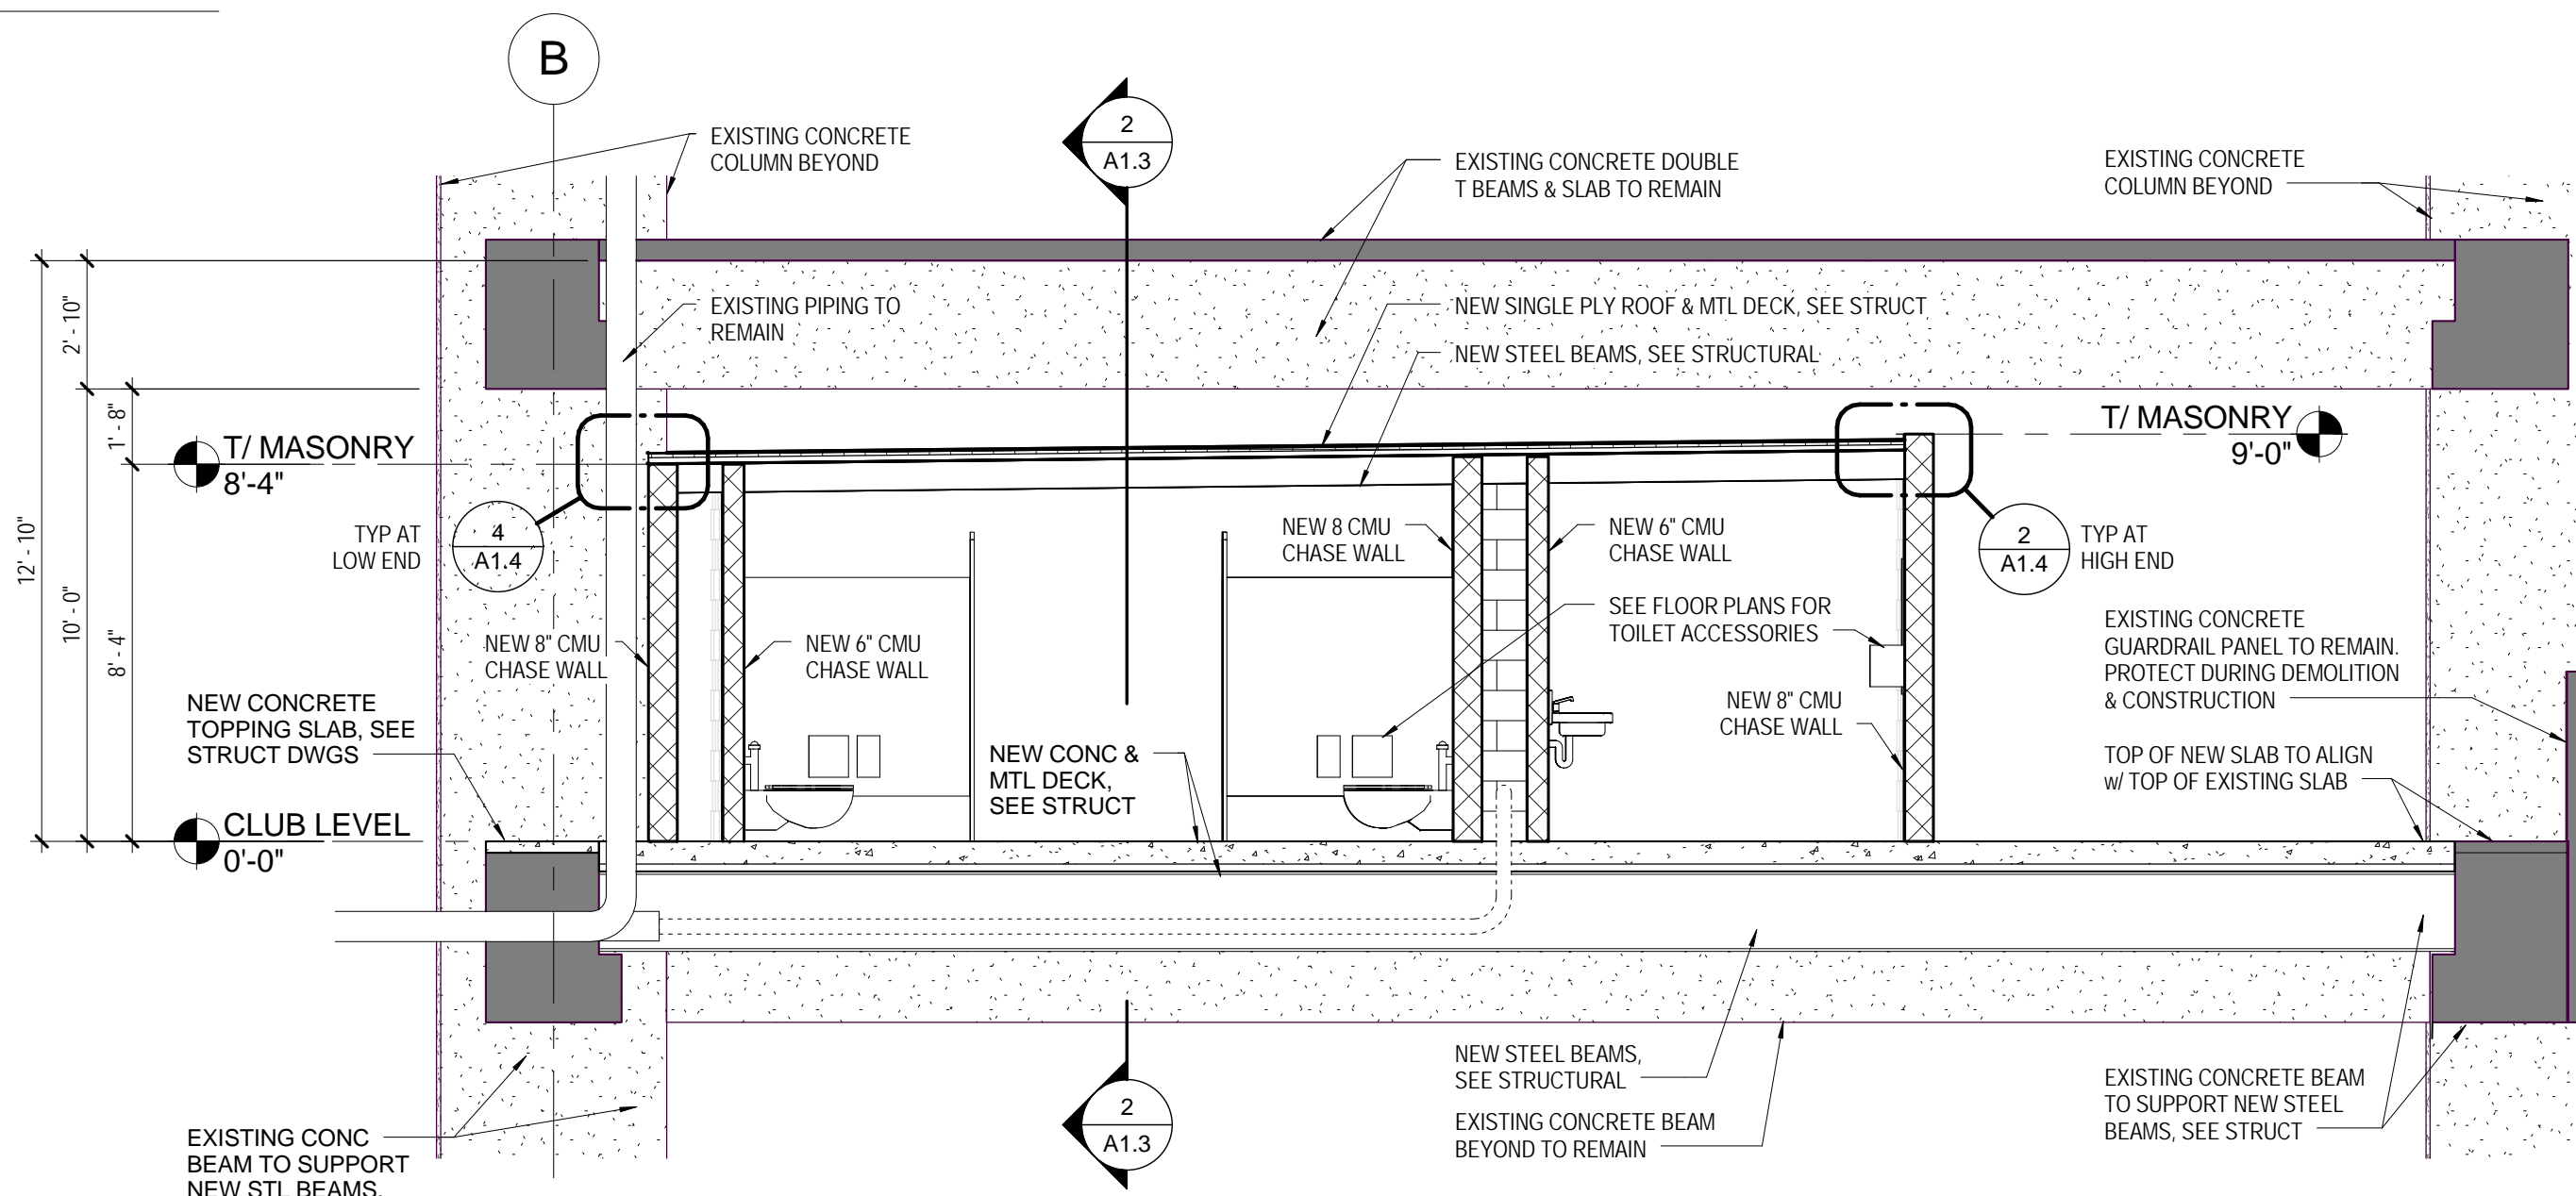 B
2
A1.3
EXISTING CONCRETE
COLUMN BEYOND
EXISTING CONCRETE DOUBLE
T BEAMS & SLAB TO REMAIN
EXISTING CONCRETE
COLUMN BEYOND
EXISTING PIPING TO
REMAIN
NEW SINGLE PLY ROOF & MTL DECK, SEE STRUCT
NEW STEEL BEAMS, SEE STRUCTURAL
12' - 10"
2' - 10"
10' - 0"
1' - 8"
8' - 4"
T/ MASONRY
8'-4"
T/ MASONRY
9'-0"
TYP AT
LOW END
4
A1.4
NEW 8 CMU
CHASE WALL
NEW 6" CMU
CHASE WALL
2
A1.4
TYP AT
HIGH END
SEE FLOOR PLANS FOR
TOILET ACCESSORIES
EXISTING CONCRETE
GUARDRAIL PANEL TO REMAIN.
PROTECT DURING DEMOLITION
& CONSTRUCTION
NEW 8" CMU
CHASE WALL
NEW 6" CMU
CHASE WALL
NEW 8" CMU
CHASE WALL
NEW CONCRETE
TOPPING SLAB, SEE
STRUCT DWGS
NEW CONC &
MTL DECK,
SEE STRUCT
TOP OF NEW SLAB TO ALIGN
w/ TOP OF EXISTING SLAB
CLUB LEVEL
0'-0"
NEW STEEL BEAMS,
SEE STRUCTURAL
EXISTING CONCRETE BEAM
BEYOND TO REMAIN
EXISTING CONCRETE BEAM
TO SUPPORT NEW STEEL
BEAMS, SEE STRUCT
2
A1.3
EXISTING CONC
BEAM TO SUPPORT
NEW STL BEAMS,